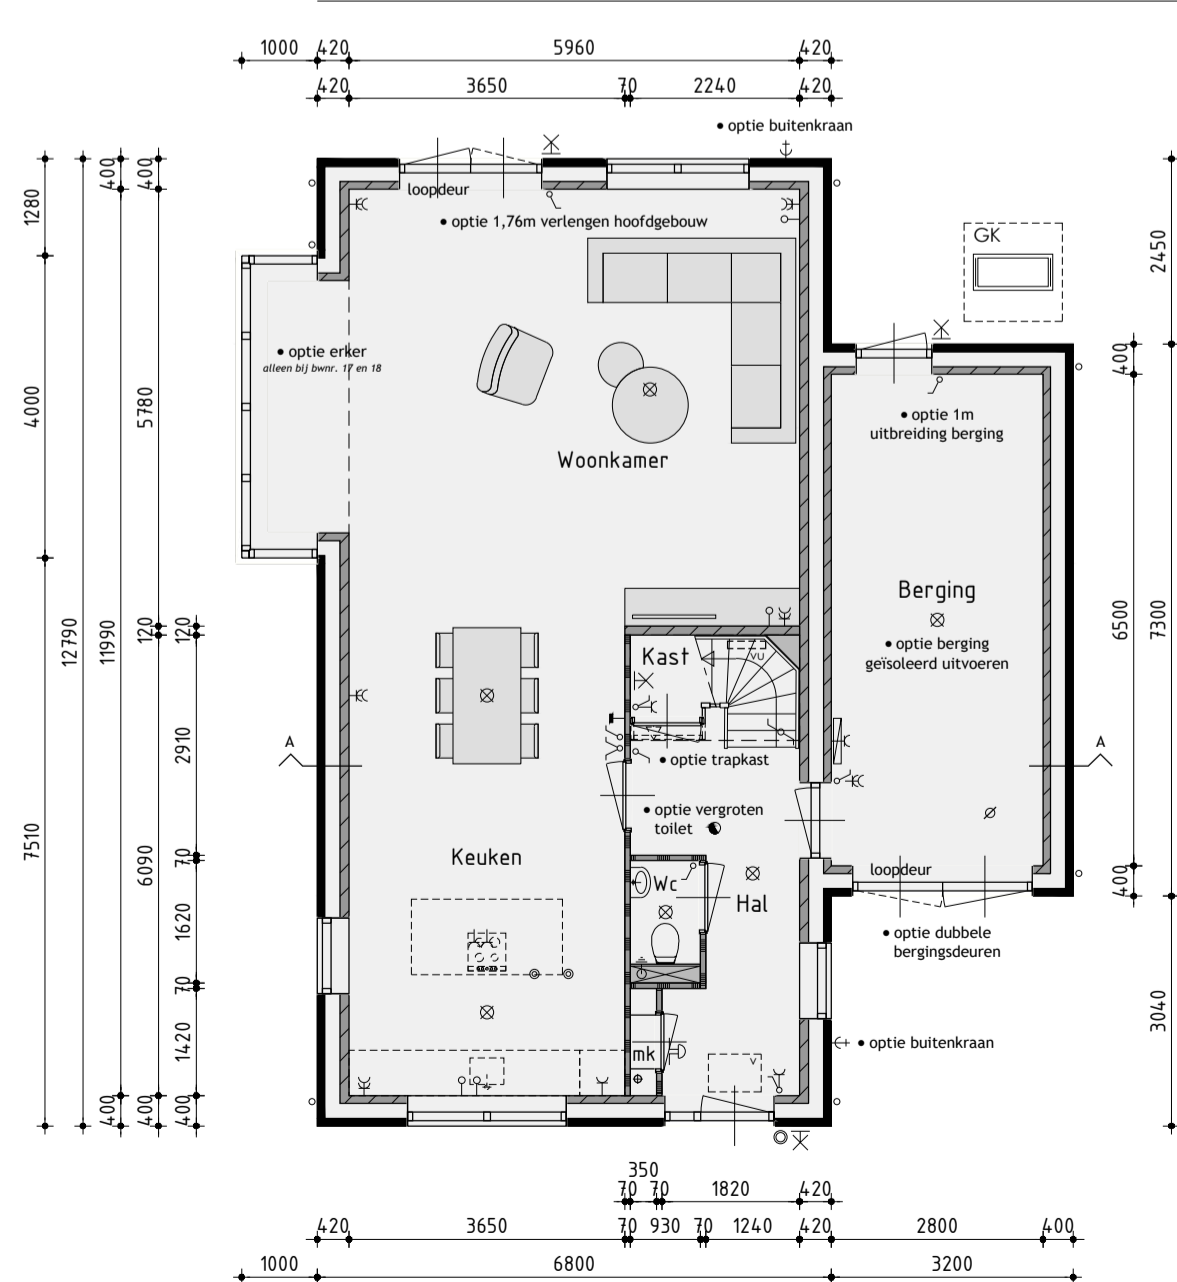 1000 420 5960 420
420 3650 70 2240 420
• optie buitenkraan
400 400
1280
loopdeur
• optie 1,76m verlengen hoofdgebouw
GK
2450
• optie erker
alleen bij bwnr. 17 en 18
400
4000
5780
• optie 1m
uitbreiding berging
Woonkamer
Berging
• optie berging
geïsoleerd uitvoeren
6500
7300
12790
11990
120 120
Kast
VU
A
A
2910
• optie trapkast
• optie vergroten
toilet
7510
6090
70
Keuken
Wc
Hal
loopdeur
400
1620
• optie dubbele
bergingsdeuren
70
3040
1420
mk
V
• optie buitenkraan
400 400 400
350
70 70 1820 420
420 3650 70 930 70 1240 420 2800 400
1000 6800 3200